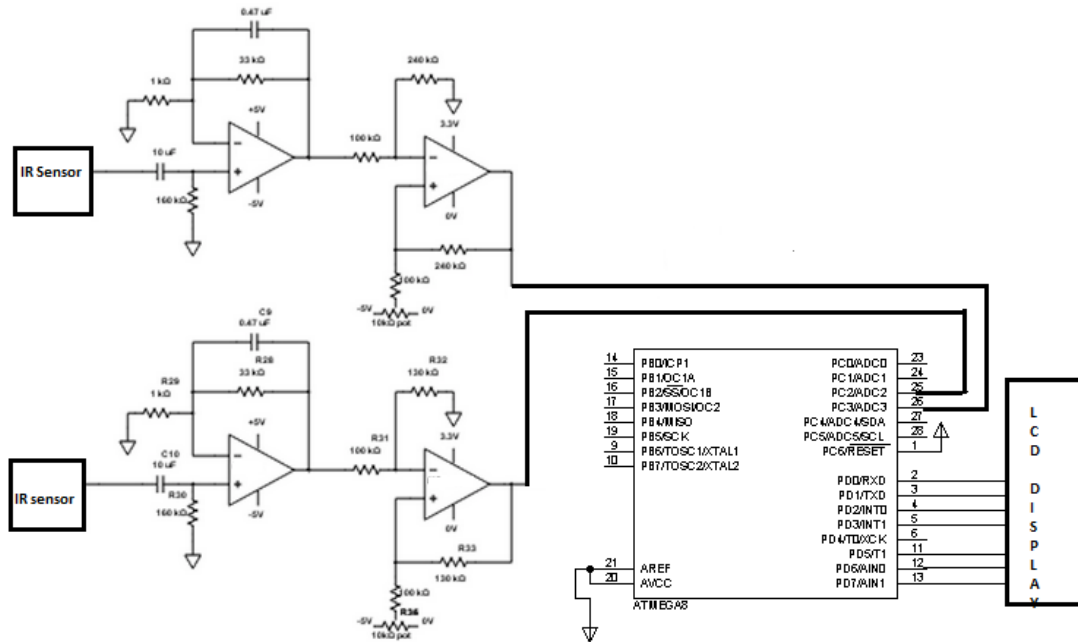 0.47 uF
33 kΩ
1 kΩ
+5V
-5V
IR Sensor
10 uF
160 kΩ
240 kΩ
100 kΩ
3.3V
0V
240 kΩ
100 kΩ
-5V
0V
10kΩ pot
C9
0.47 uF
R28
33 kΩ
R29
1 kΩ
+5V
-5V
IR sensor
C10
10 uF
R30
160 kΩ
R32
130 kΩ
R31
100 kΩ
3.3V
0V
R33
130 kΩ
100 kΩ
-5V
0V
10kΩ pot
14 PB0/ICP1
15 PB1/OC1A
16 PB2/SS/OC1B
17 PB3/MOSI/OC2
18 PB4/MISO
19 PB5/SCK
9 PB6/TOSC1/XTAL1
10 PB7/TOSC2/XTAL2
PC0/ADC0 23
PC1/ADC1 24
PC2/ADC2 25
PC3/ADC3 26
PC4/ADC4/SDA 27
PC5/ADC5/SCL 28
PC6/RESET 1
PD0/RXD 2
PD1/TXD 3
PD2/INT0 4
PD3/INT1 5
PD4/T0/XCK 6
PD5/T1 11
PD6/AIN0 12
PD7/AIN1 13
21 AREF
20 AVCC
ATMEGA8
LCD DISPLAY